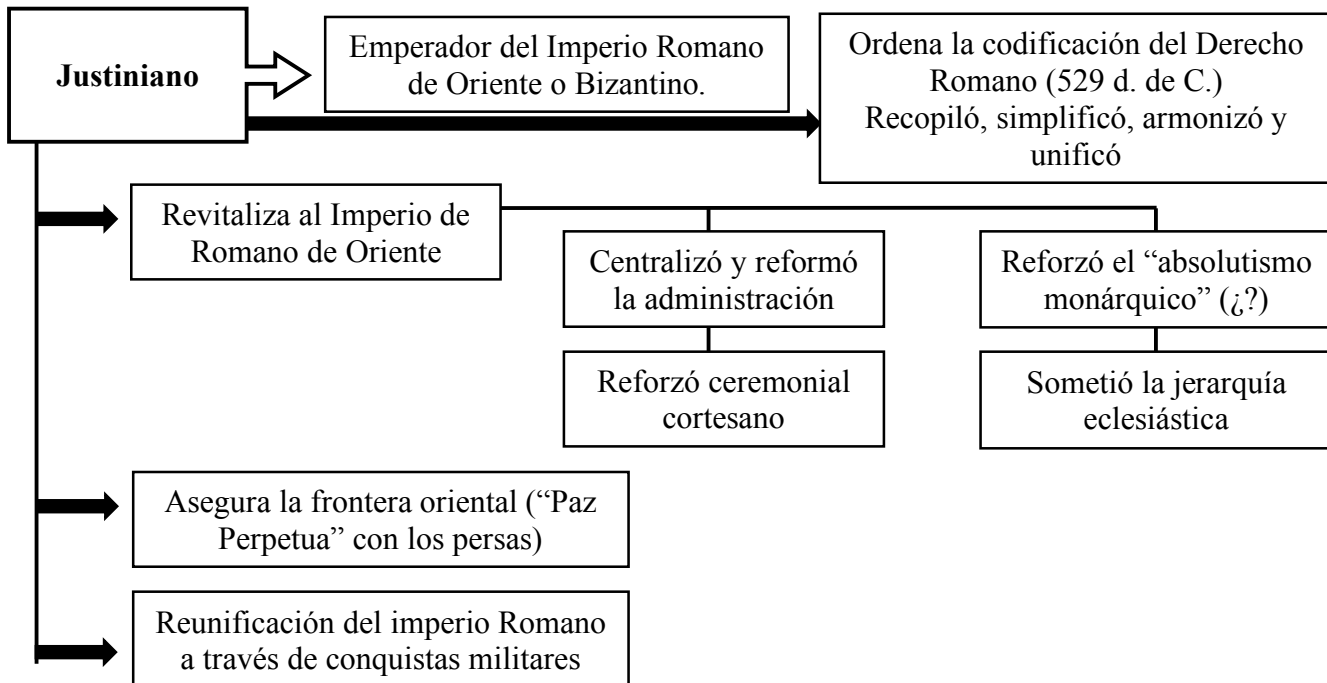 Justiniano
Emperador del Imperio Romano
de Oriente o Bizantino.
Ordena la codificación del Derecho
Romano (529 d. de C.)
Recopiló, simplificó, armonizó y
unificó
Revitaliza al Imperio de
Romano de Oriente
Centralizó y reformó
la administración
Reforzó el “absolutismo
monárquico” (¿?)
Reforzó ceremonial
cortesano
Sometió la jerarquía
eclesiástica
Asegura la frontera oriental (“Paz
Perpetua” con los persas)
Reunificación del imperio Romano
a través de conquistas militares